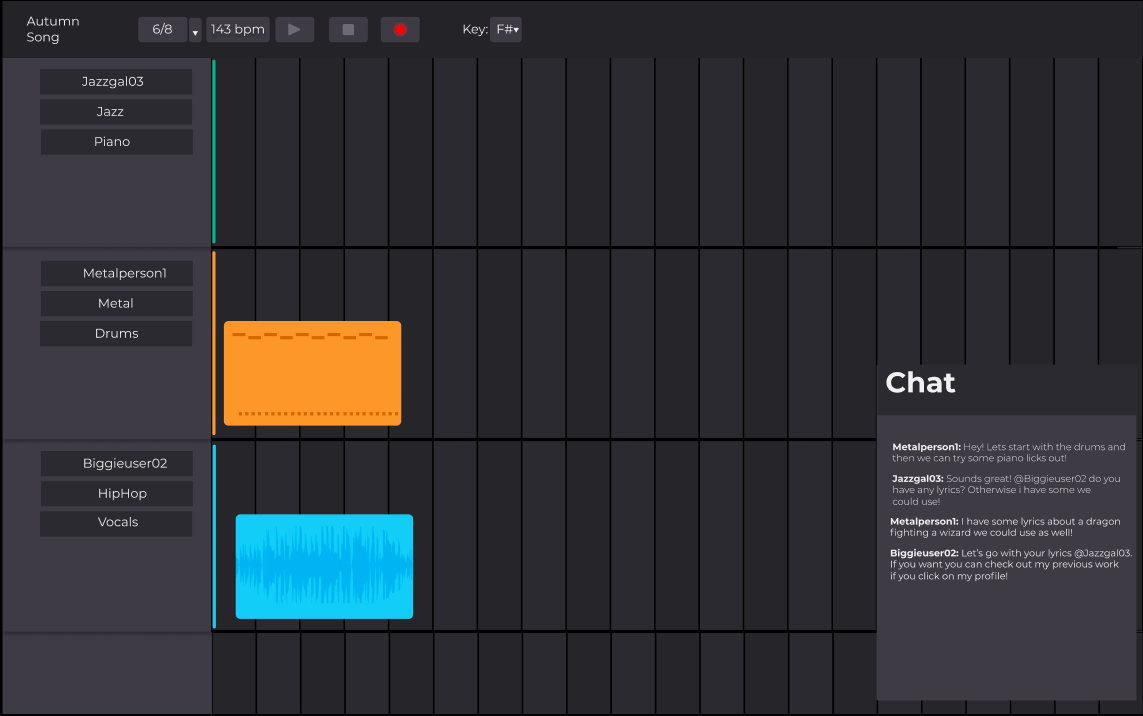 Autumn
Song
6/8
143 bpm
Key:
F#
Jazzgal03
Jazz
Piano
Metalperson1
Metal
Drums
Biggieuser02
HipHop
Vocals
Chat
Metalperson1: Hey! Lets start with the drums and
then we can try some piano licks out!
Jazzgal03: Sounds great! @Biggieuser02 do you
have any lyrics? Otherwise i have some we
could use!
Metalperson1: I have some lyrics about a dragon
fighting a wizard we could use as well!
Biggieuser02: Let's go with your lyrics @Jazzgal03.
If you want you can check out my previous work
if you click on my profile!